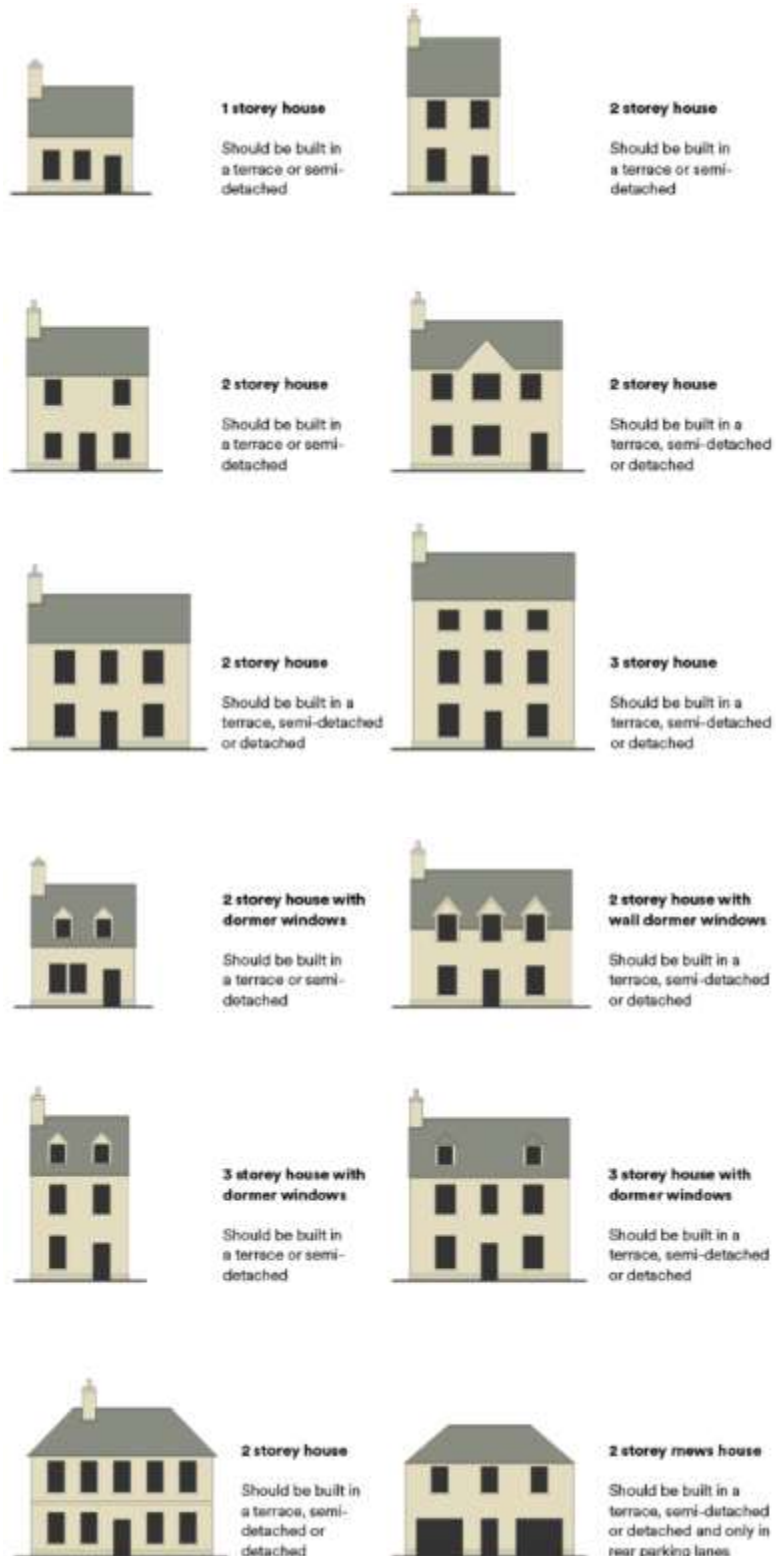 1 storey house
Should be built in
a terrace or semi-
detached
2 storey house
Should be built in
a terrace or semi-
detached
2 storey house
Should be built in
a terrace or semi-
detached
2 storey house
Should be built in a
terrace, semi-detached
or detached
2 storey house
Should be built in a
terrace, semi-detached
or detached
3 storey house
Should be built in a
terrace, semi-detached
or detached
2 storey house with
dormer windows
Should be built in
a terrace or semi-
detached
2 storey house with
wall dormer windows
Should be built in a
terrace, semi-detached
or detached
3 storey house with
dormer windows
Should be built in
a terrace or semi-
detached
3 storey house with
dormer windows
Should be built in a
terrace, semi-detached
or detached
2 storey house
Should be built in
a terrace, semi-
detached or
detached
2 storey mews house
Should be built in a
terrace, semi-detached
or detached and only in
rear parking lanes